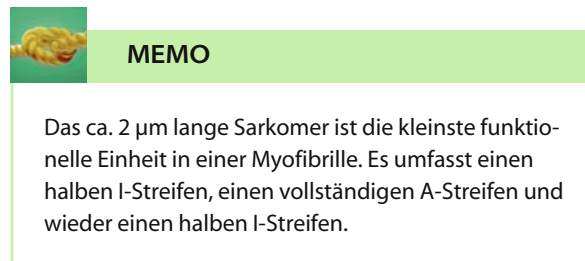 MEMO
Das ca. 2 µm lange Sarkomer ist die kleinste funktio-
nelle Einheit in einer Myofibrille. Es umfasst einen
halben I-Streifen, einen vollständigen A-Streifen und
wieder einen halben I-Streifen.